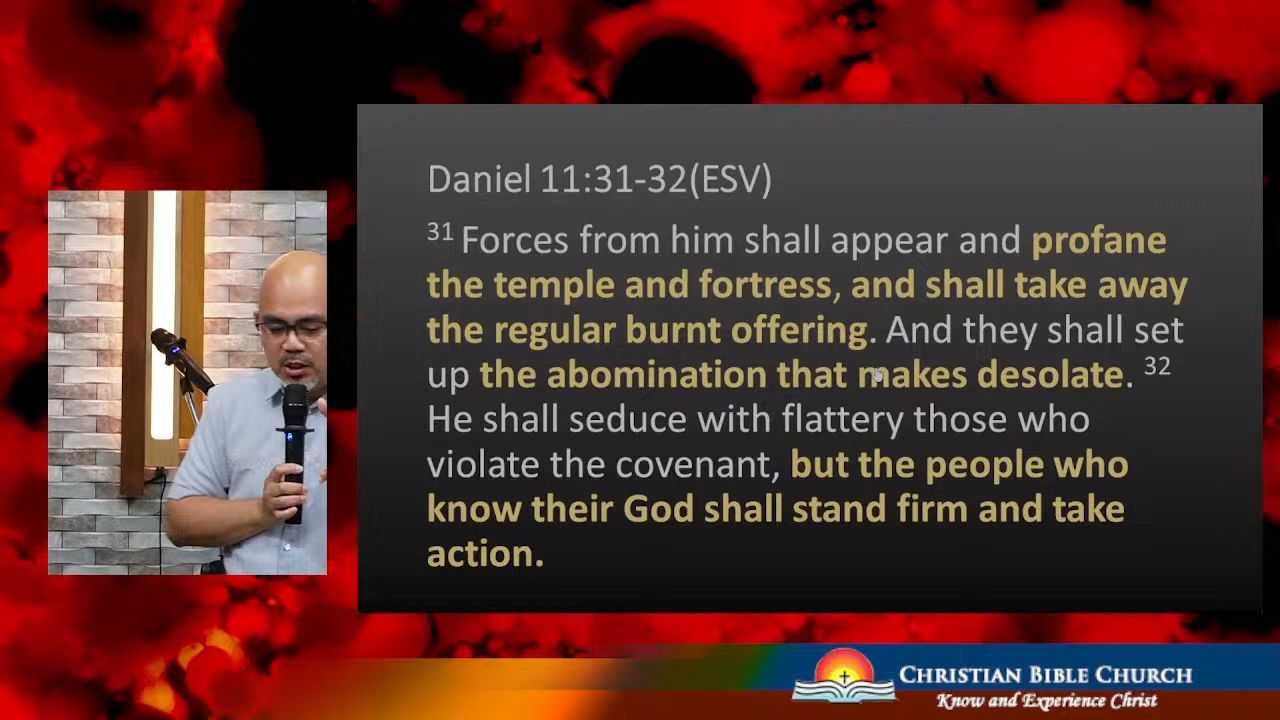 Daniel 11:31-32(ESV)
31 Forces from him shall appear and profane
the temple and fortress, and shall take away
the regular burnt offering. And they shall set
up the abomination that makes desolate. 32
He shall seduce with flattery those who
violate the covenant, but the people who
know their God shall stand firm and take
action.
CHRISTIAN BIBLE CHURCH
Know and Experience Christ